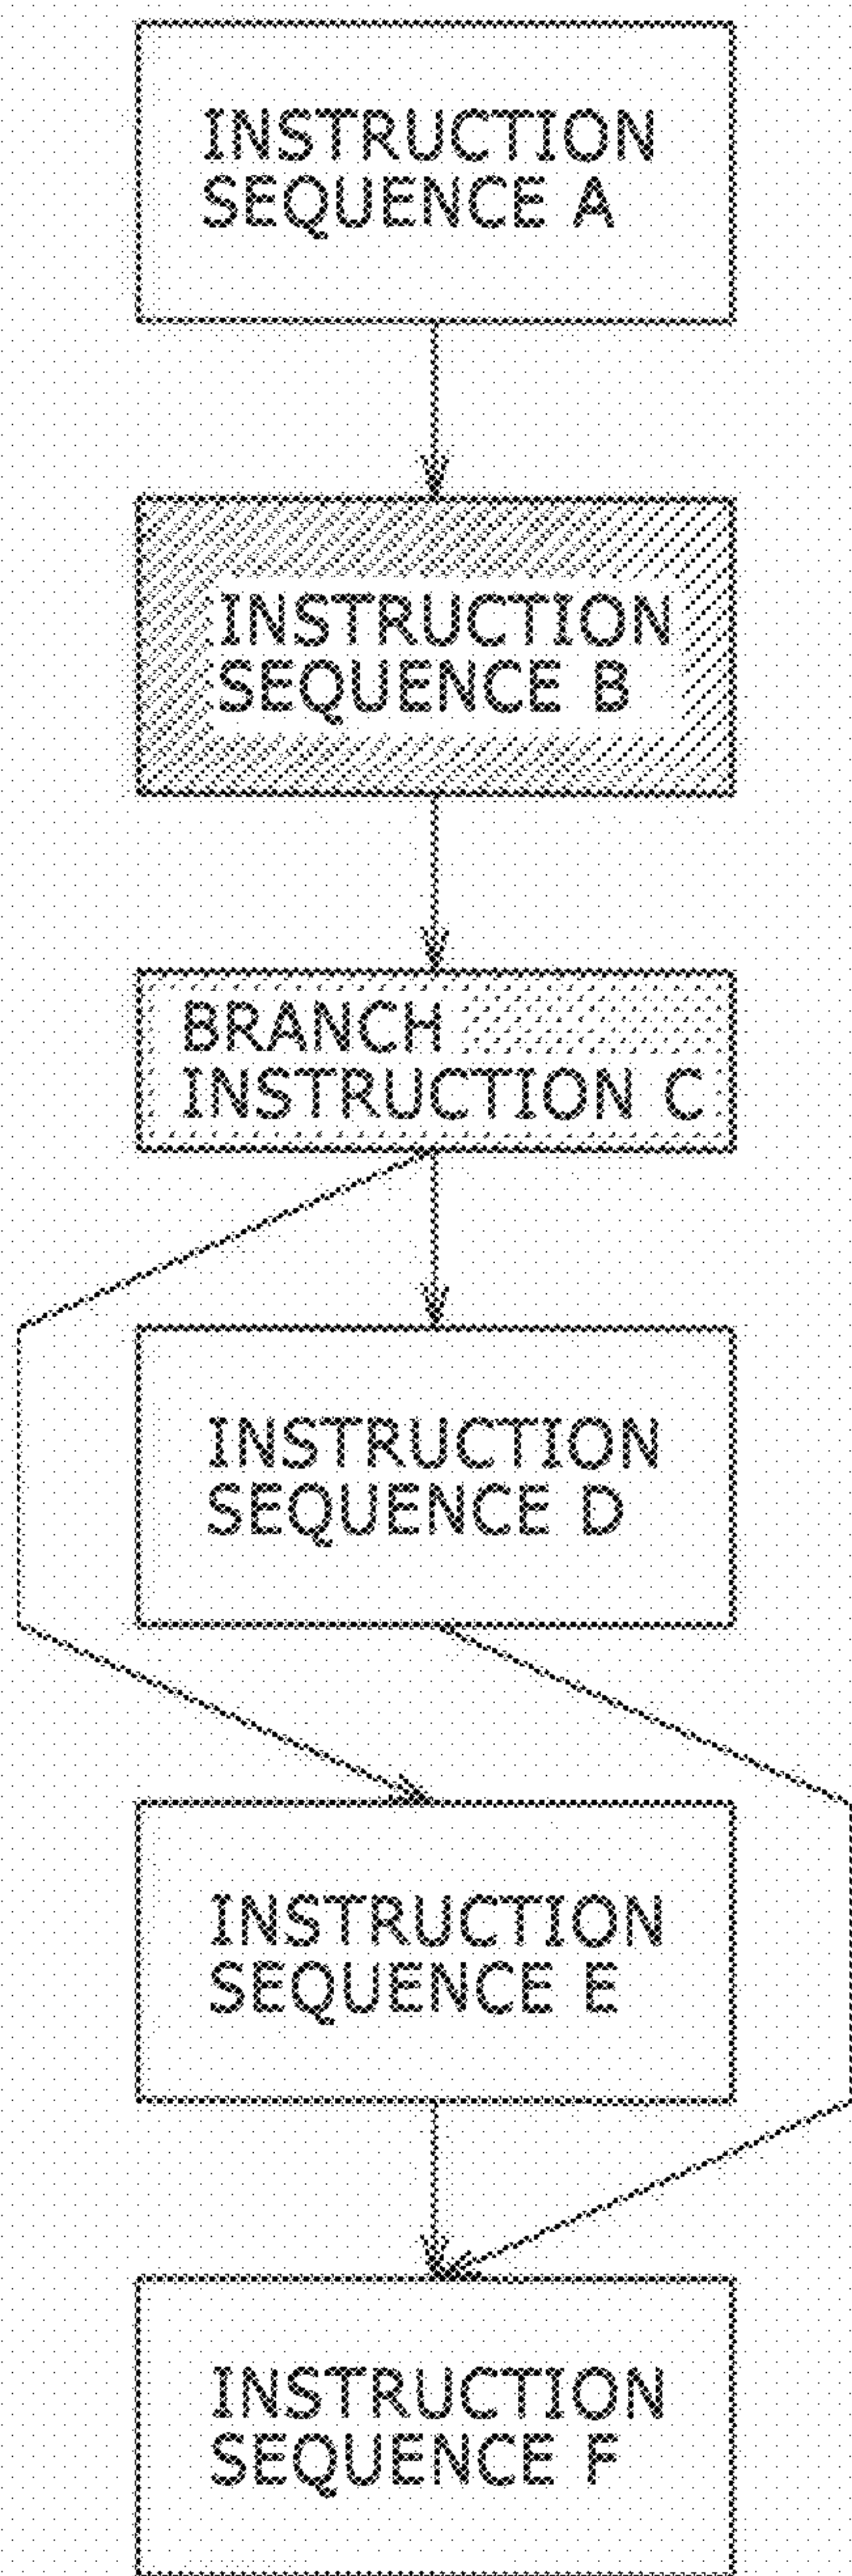 INSTRUCTION
SEQUENCE A
INSTRUCTION
SEQUENCE B
BRANCH
INSTRUCTION C
INSTRUCTION
SEQUENCE D
INSTRUCTION
SEQUENCE E
INSTRUCTION
SEQUENCE F